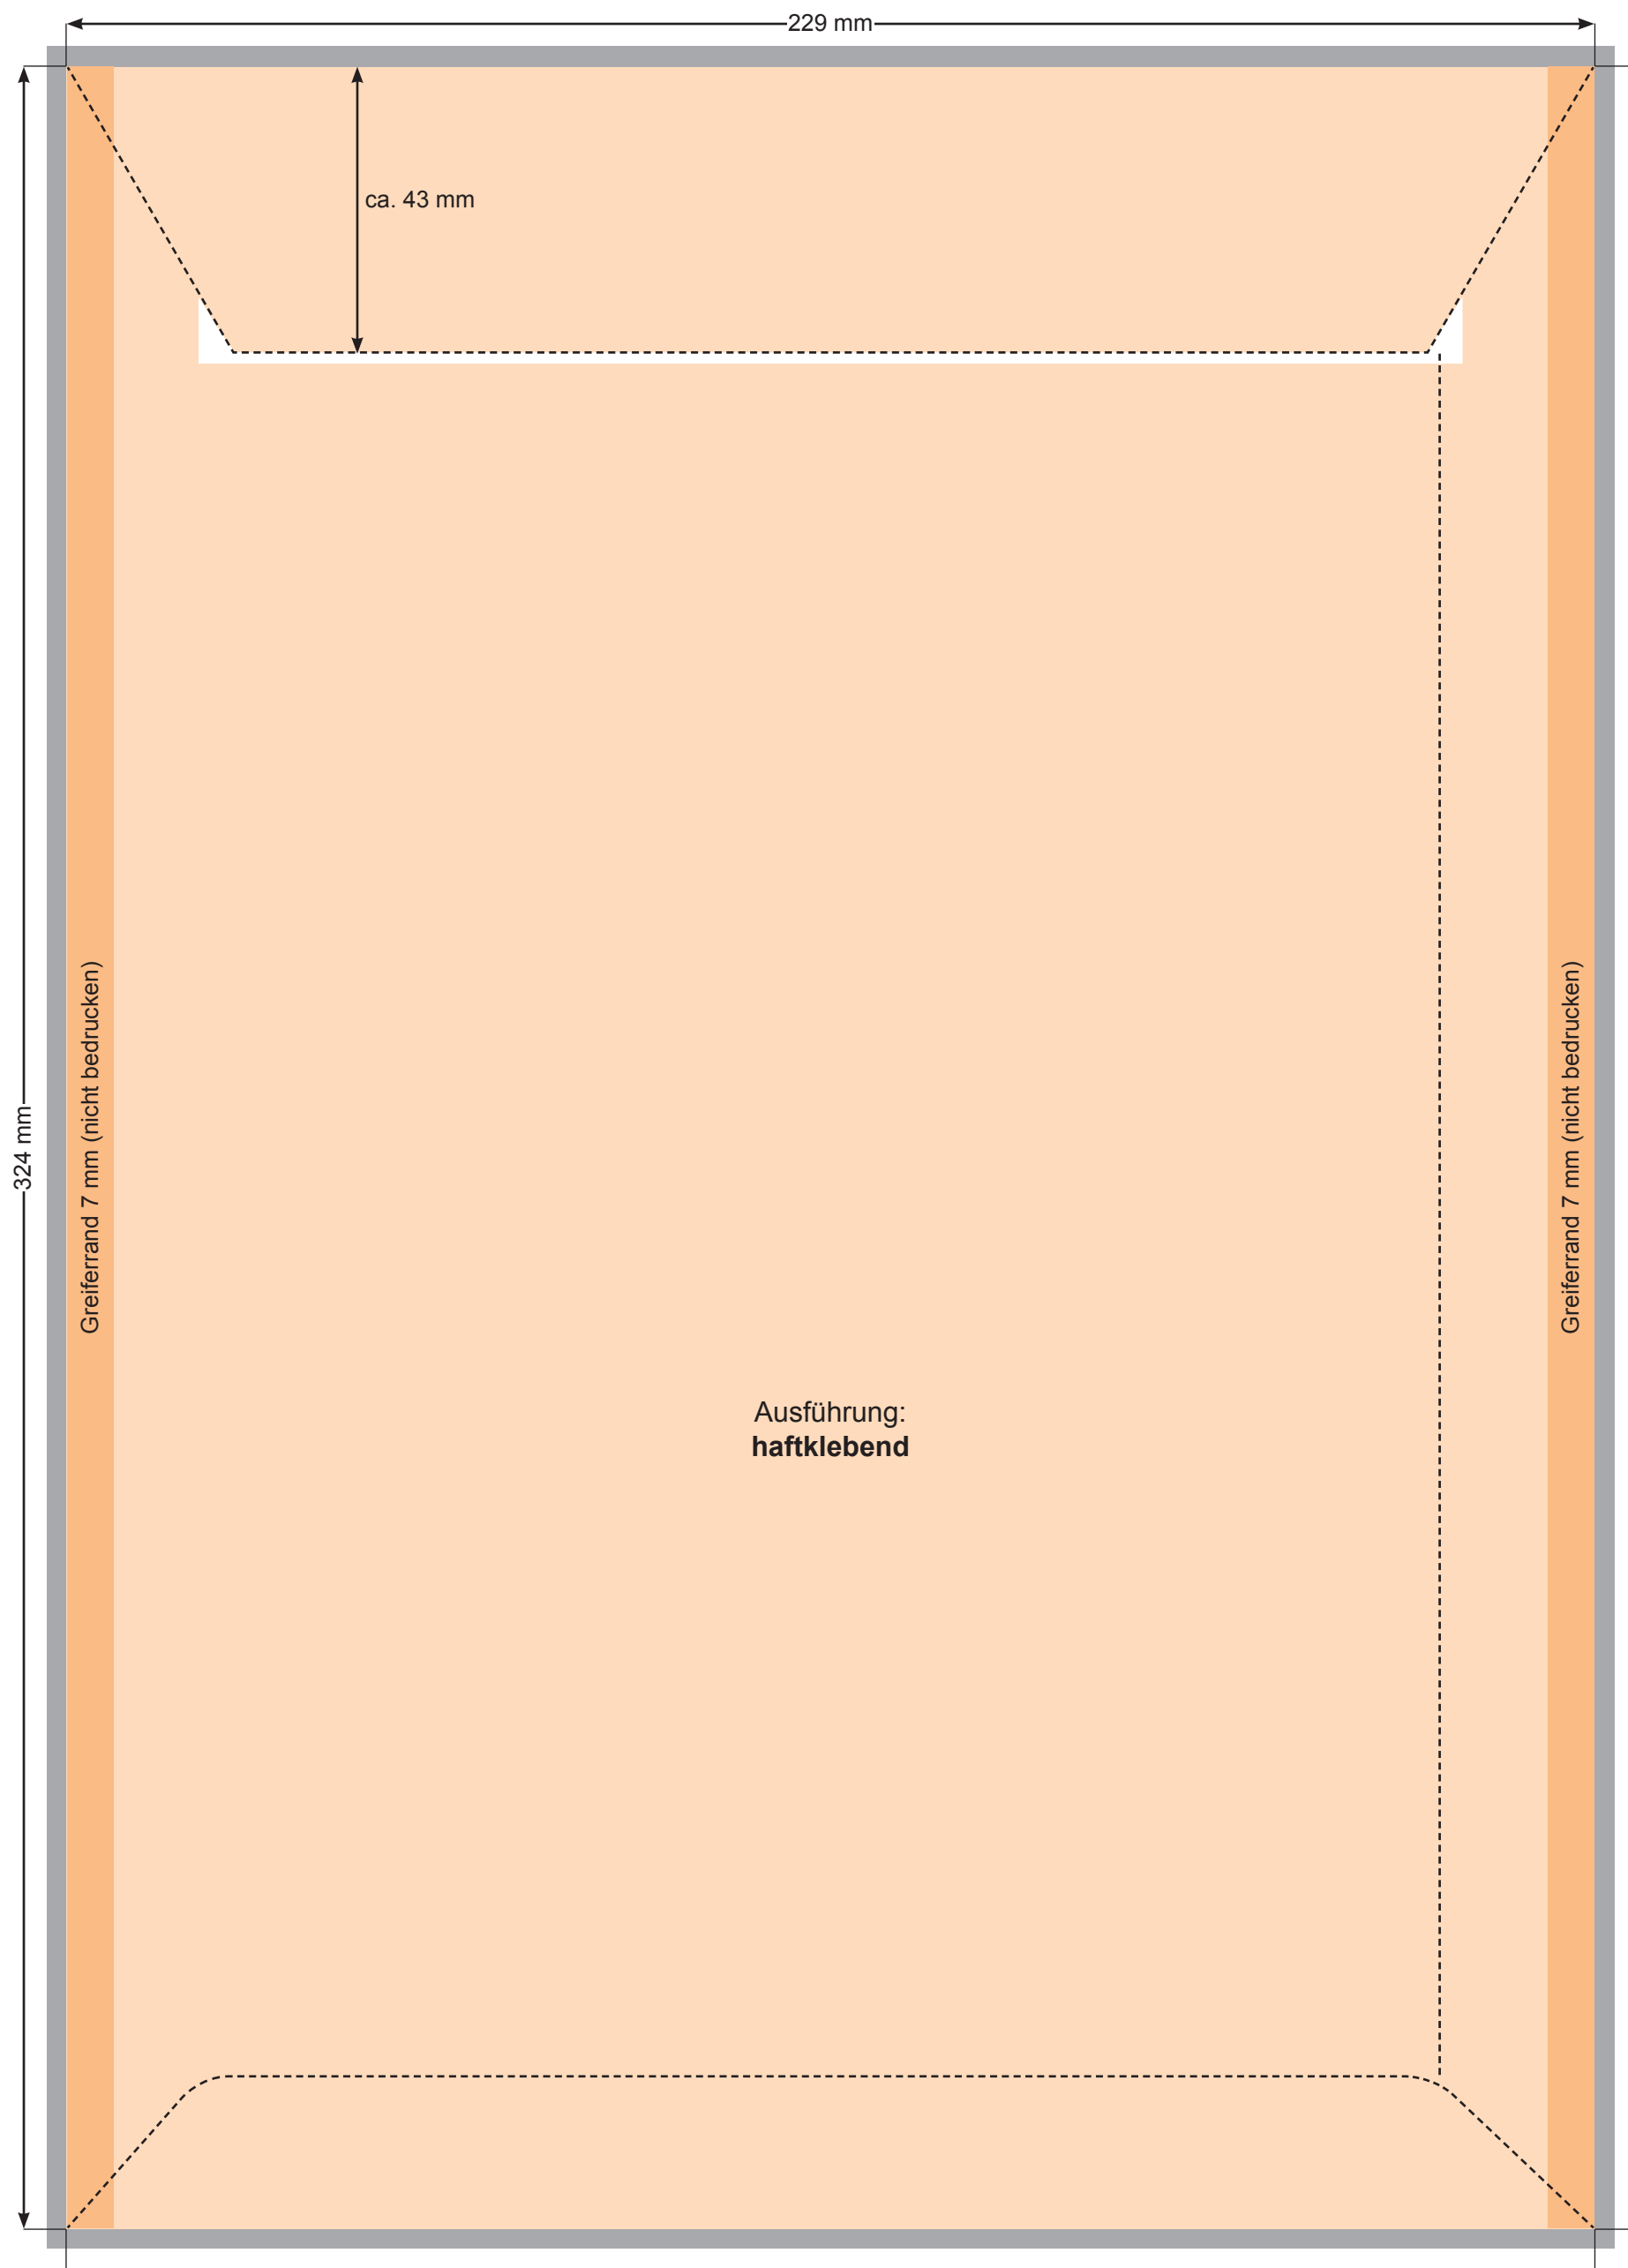 229 mm
ca. 43 mm
324 mm
Greiferrand 7 mm (nicht bedrucken)
Greiferrand 7 mm (nicht bedrucken)
Ausführung:
haftklebend